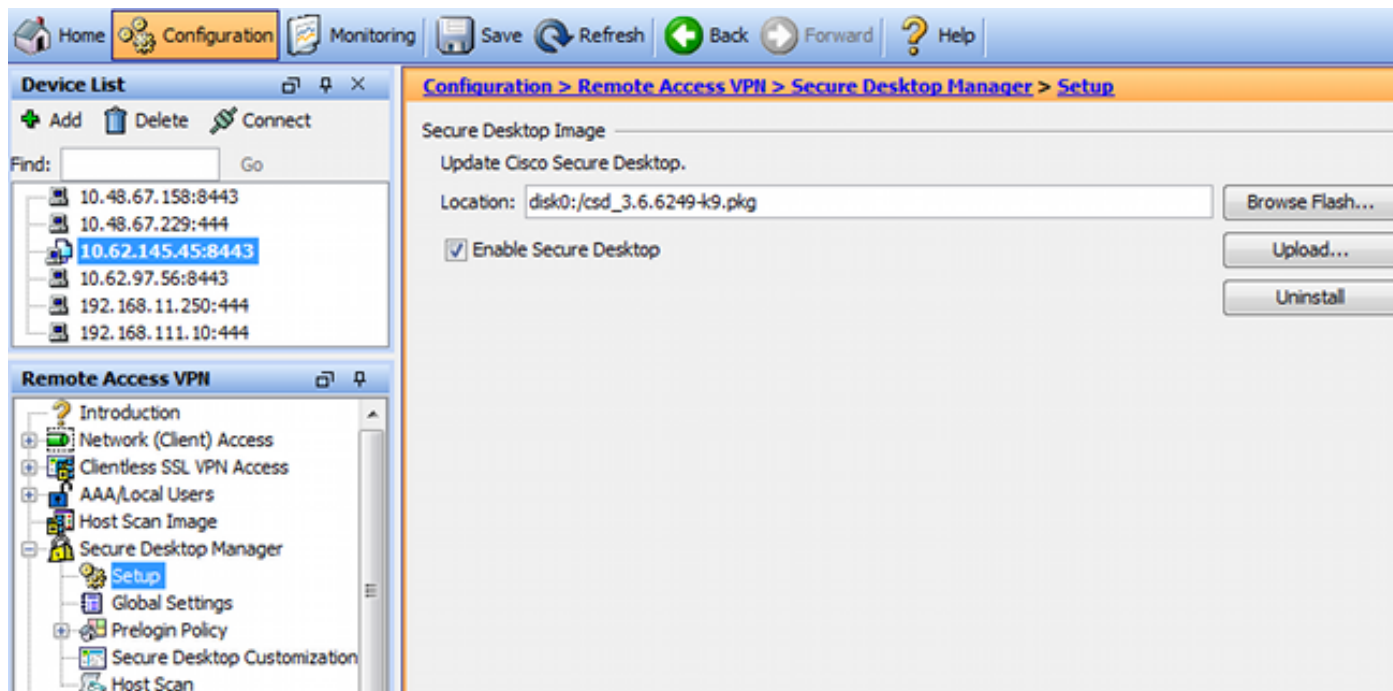 Home Configuration Monitoring Save Refresh Back Forward Help
Device List
Add Delete Connect
Find: Go
10.48.67.158:8443
10.48.67.229:444
10.62.145.45:8443
10.62.97.56:8443
192.168.11.250:444
192.168.111.10:444
Remote Access VPN
Introduction
Network (Client) Access
Clientless SSL VPN Access
AAA/Local Users
Host Scan Image
Secure Desktop Manager
Setup
Global Settings
Prelogin Policy
Secure Desktop Customization
Host Scan
Configuration > Remote Access VPN > Secure Desktop Manager > Setup
Secure Desktop Image
Update Cisco Secure Desktop.
Location: disk0:/csd_3.6.6249-k9.pkg Browse Flash...
Enable Secure Desktop Upload...
Uninstall